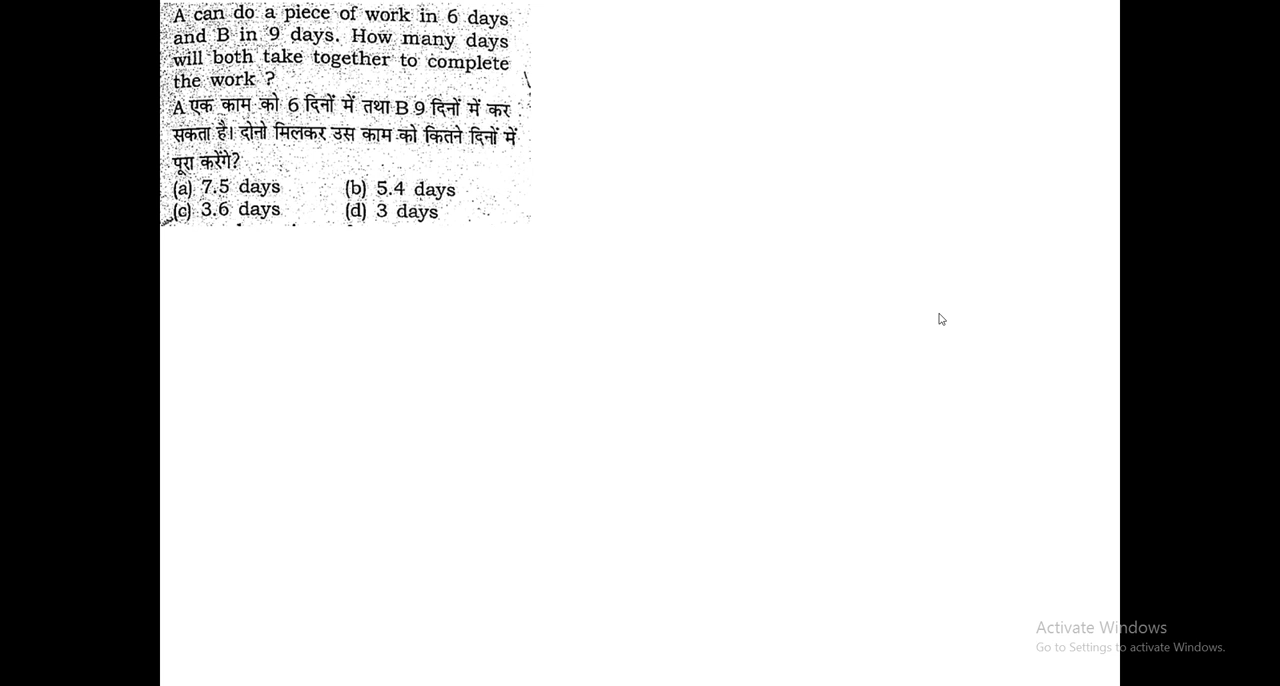 A can do a piece of work in 6 days
and B in 9 days. How many days
will both take together to complete
the work ?
A एक काम को 6 दिनों में तथा B 9 दिनों में कर
सकता है। दोनो मिलकर उस काम को कितने दिनों में
पूरा करेंगे?
(a) 7.5 days (b) 5.4 days
(c) 3.6 days (d) 3 days
Activate Windows
Go to Settings to activate Windows.